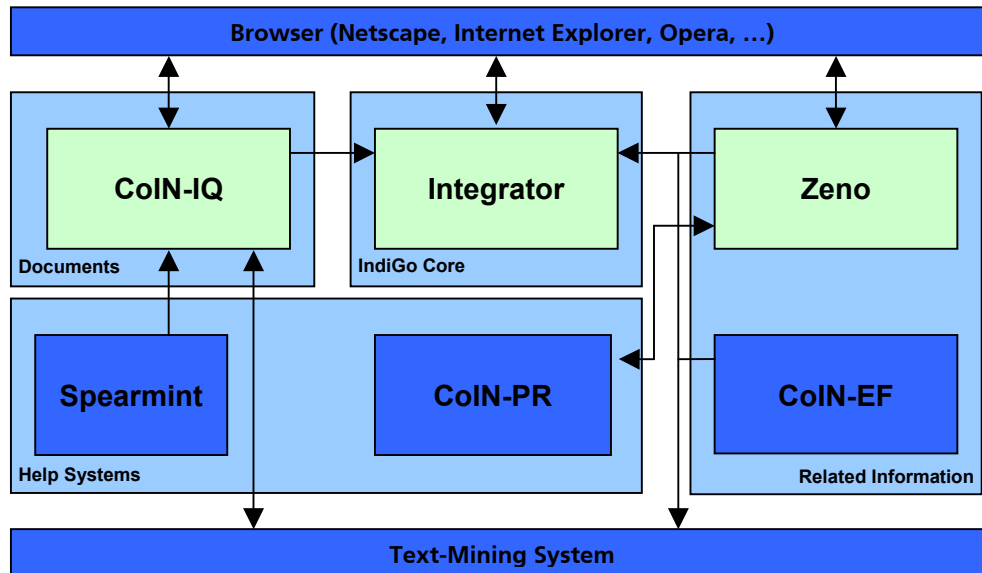 Browser (Netscape, Internet Explorer, Opera, …)
CoIN-IQ
Integrator
Zeno
Documents
IndiGo Core
Spearmint
CoIN-PR
CoIN-EF
Help Systems
Related Information
Text-Mining System